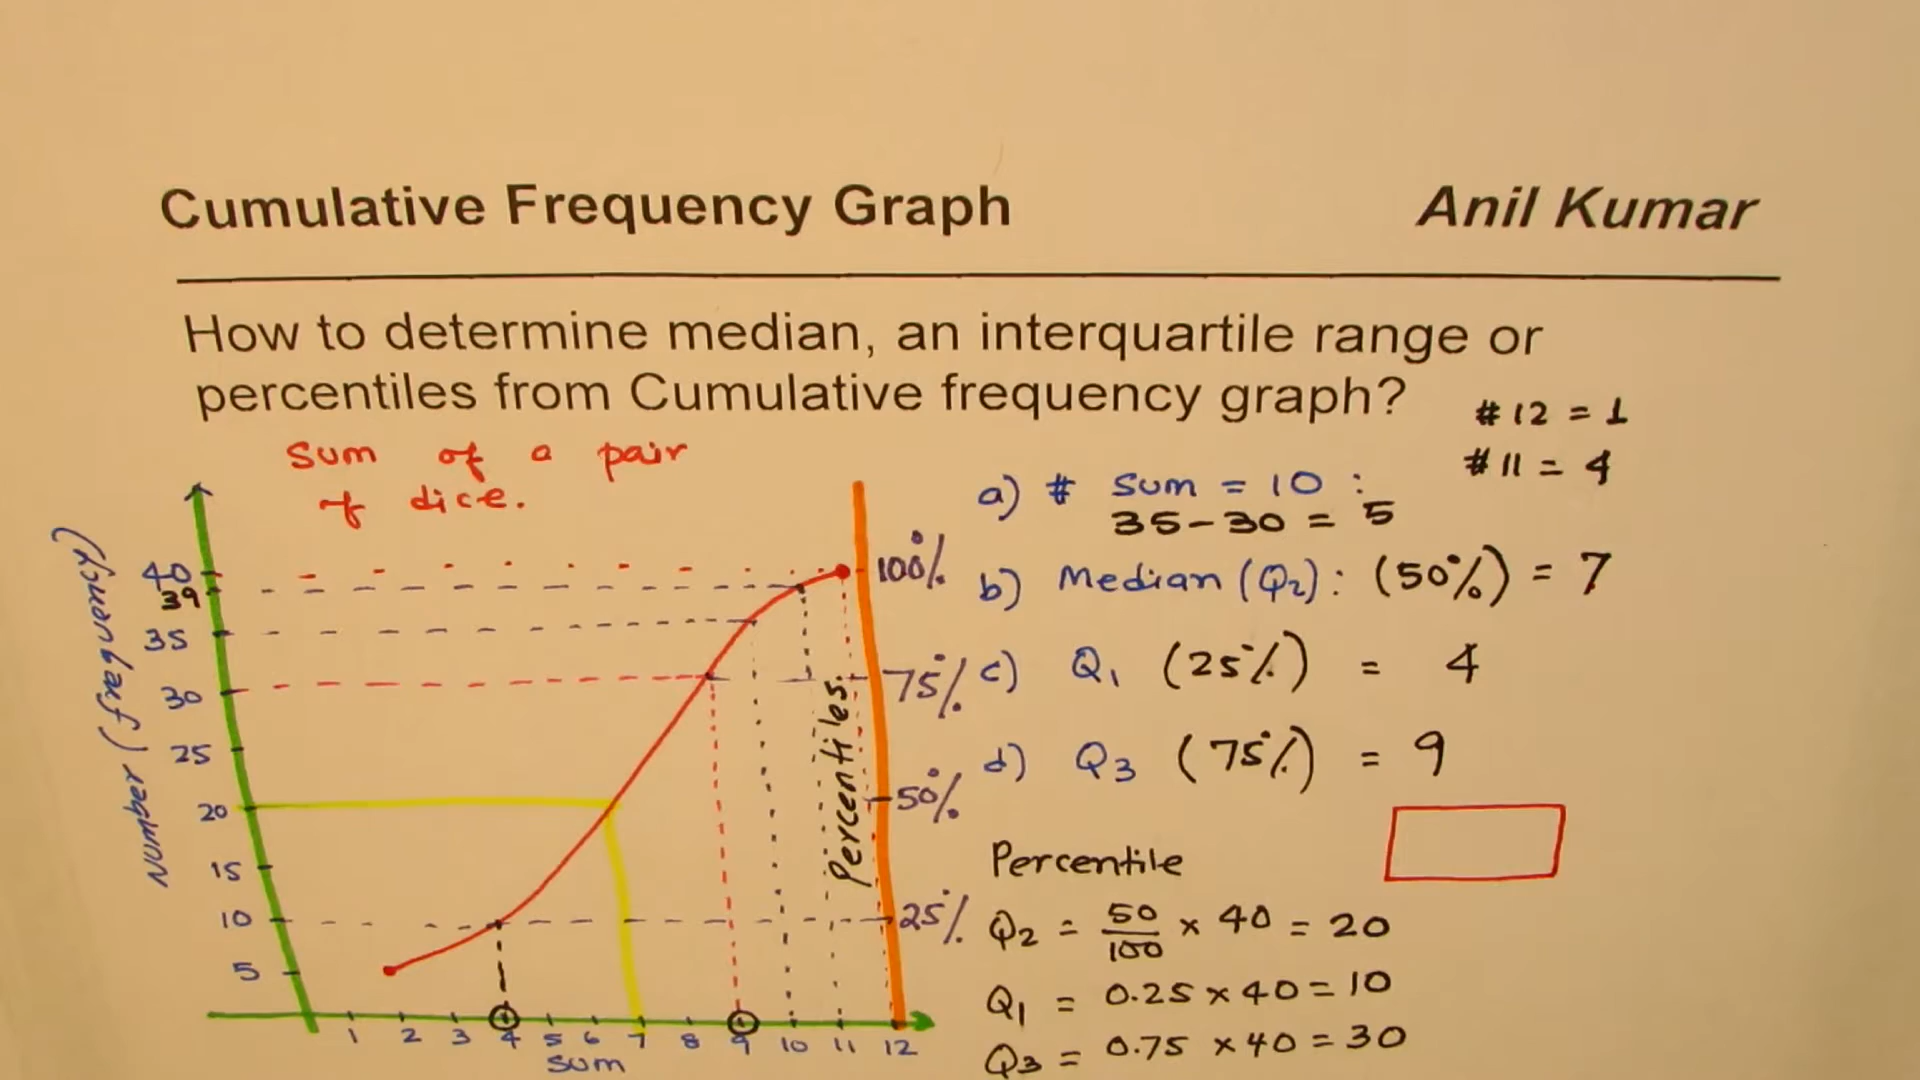 Cumulative Frequency Graph
Anil Kumar
How to determine median, an interquartile range or
percentiles from Cumulative frequency graph?
# 12 = 1
# 11 = 4
Sum of a pair
of dice.
a) # Sum = 10 :
35 - 30 = 5
b) Median (Q2) : (50%) = 7
c) Q1 (25%) = 4
d) Q3 (75%) = 9
Percentile
Q2 = 50/100 × 40 = 20
Q1 = 0.25 × 40 = 10
Q3 = 0.75 × 40 = 30
Number (frequency)
40
39
35
30
25
20
15
10
5
100%
75%
50%
25%
Percentiles.
1 2 3 4 5 6 7 8 9 10 11 12
Sum